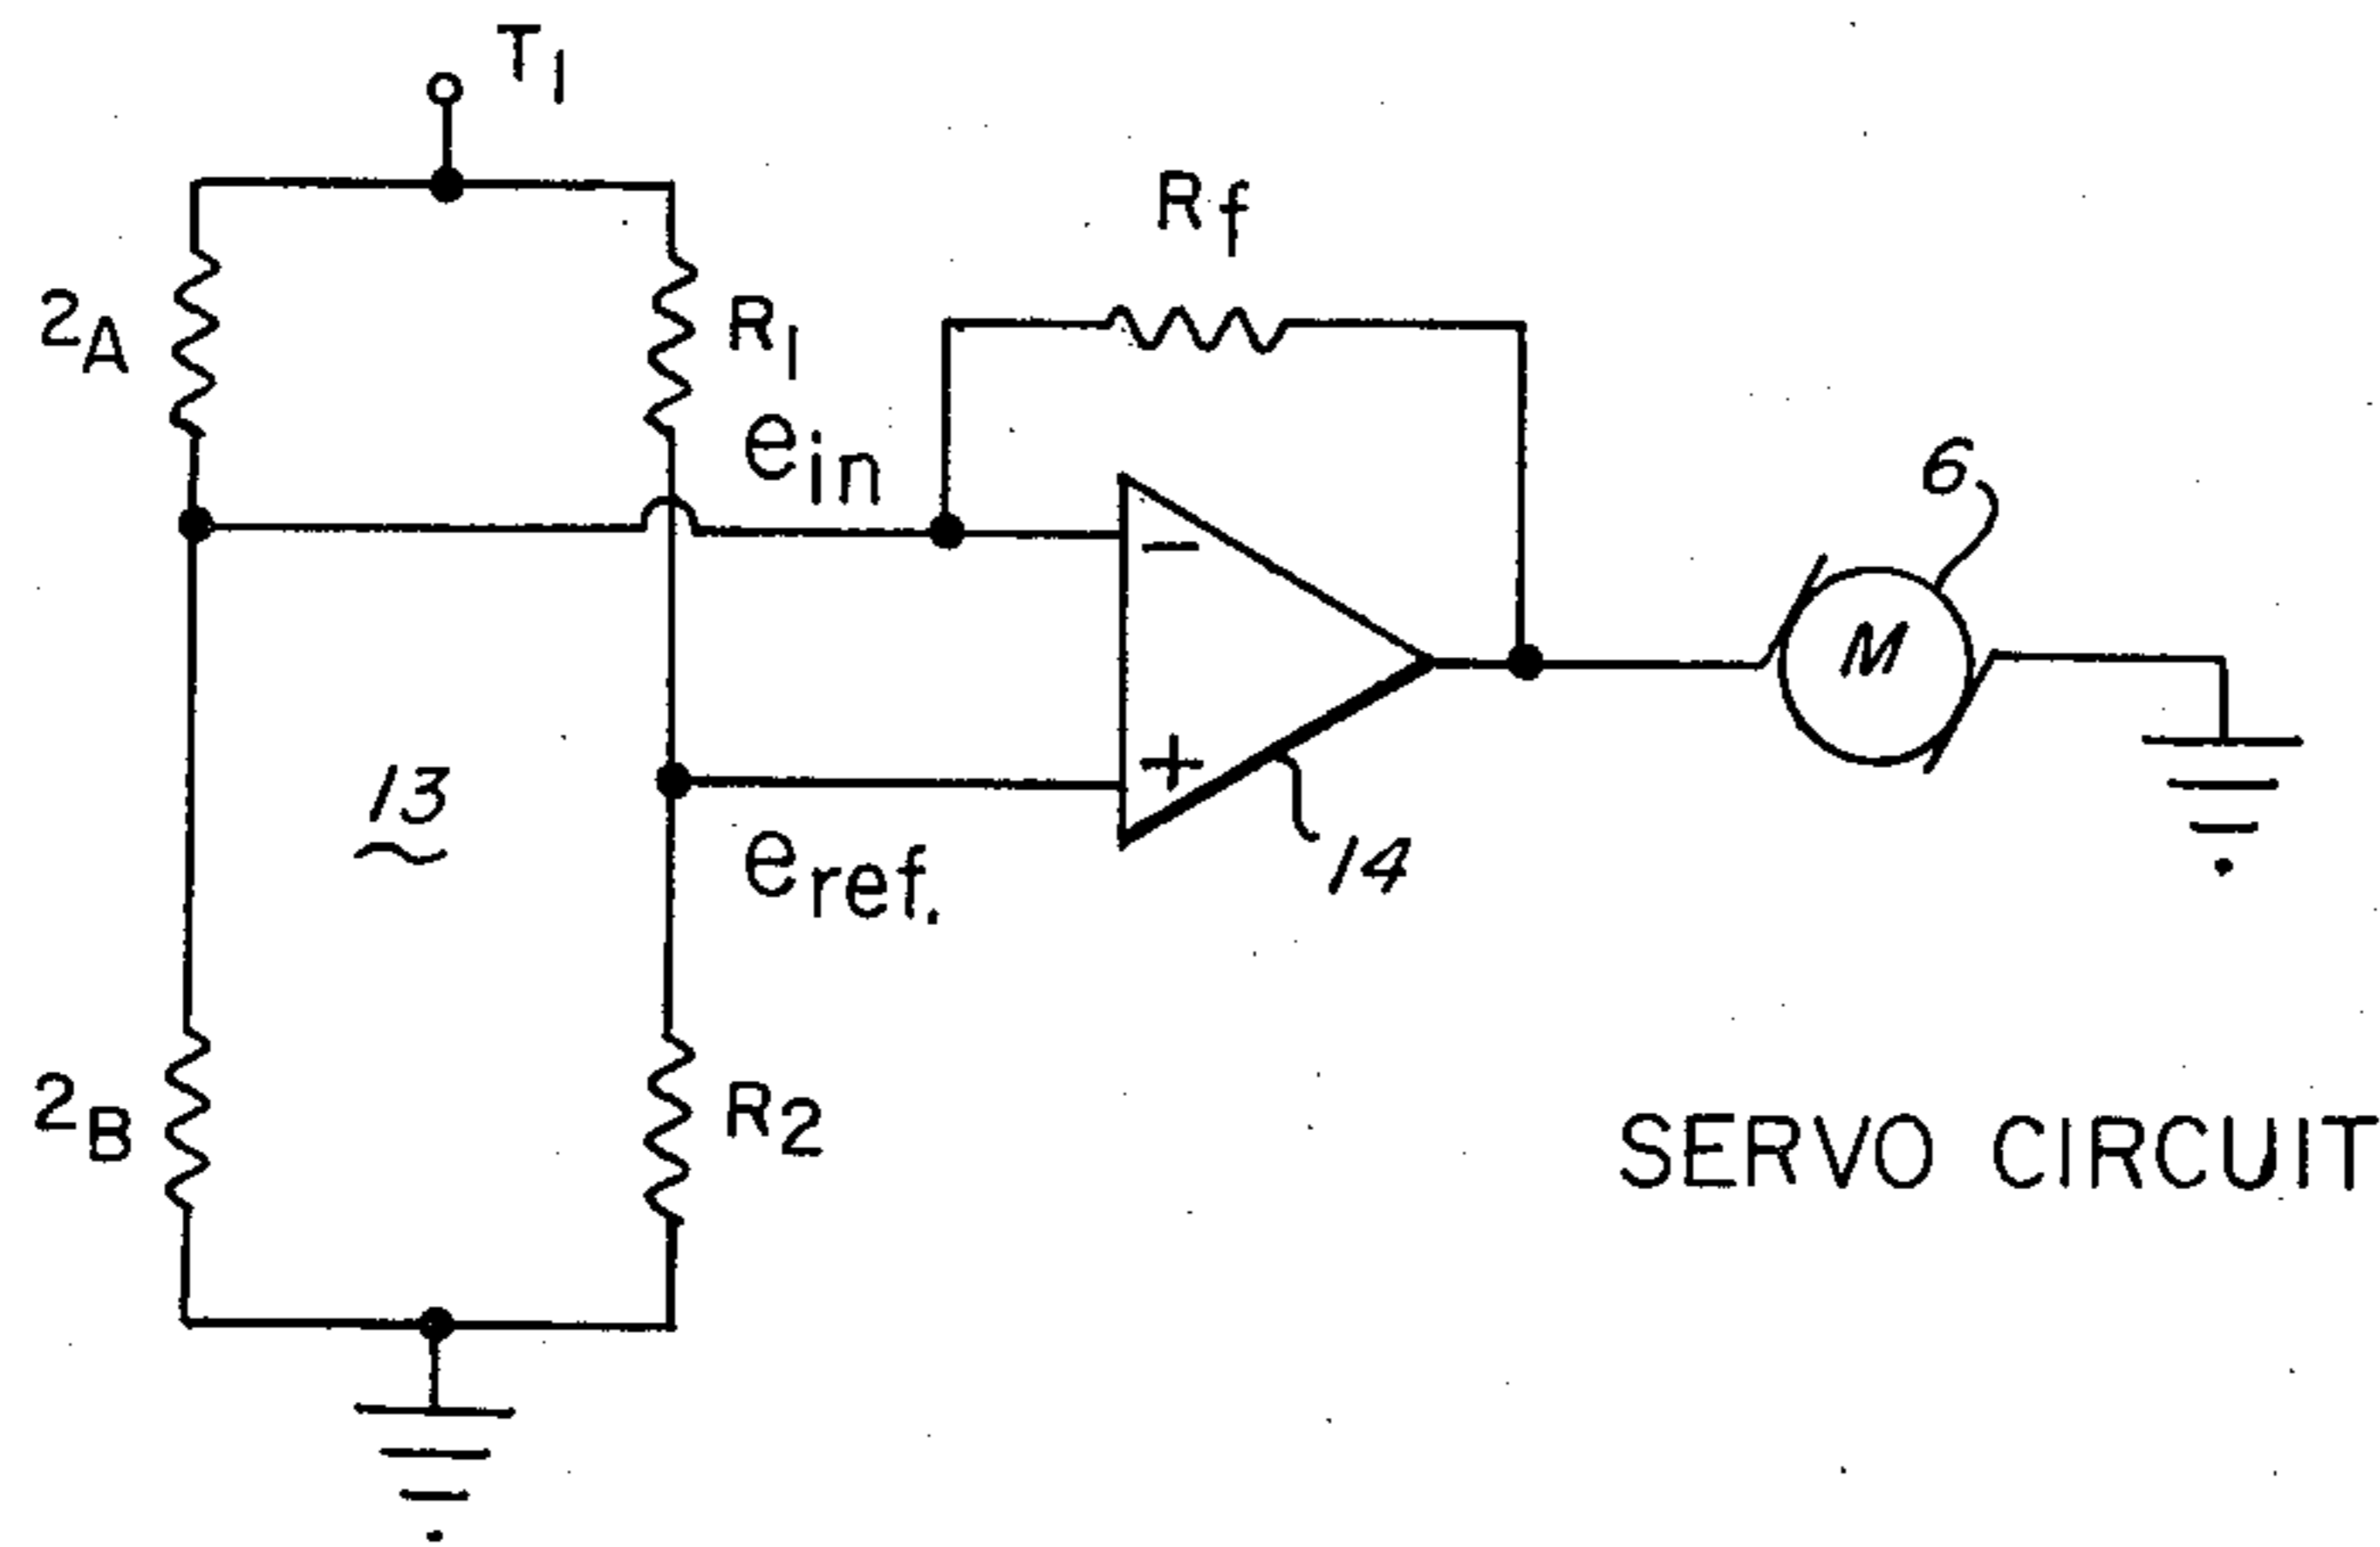 T1
Rf
2A
R1
ein
6
M
-
+
13
eref.
14
2B
R2
SERVO CIRCUIT